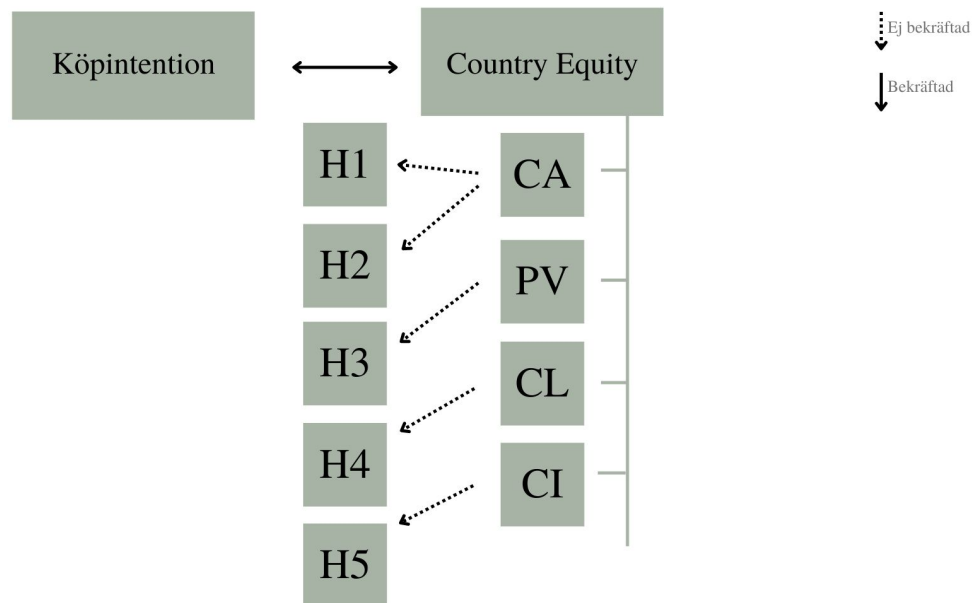 Köpintention
Country Equity
Ej bekräftad
Bekräftad
H1
CA
H2
PV
H3
CL
H4
CI
H5